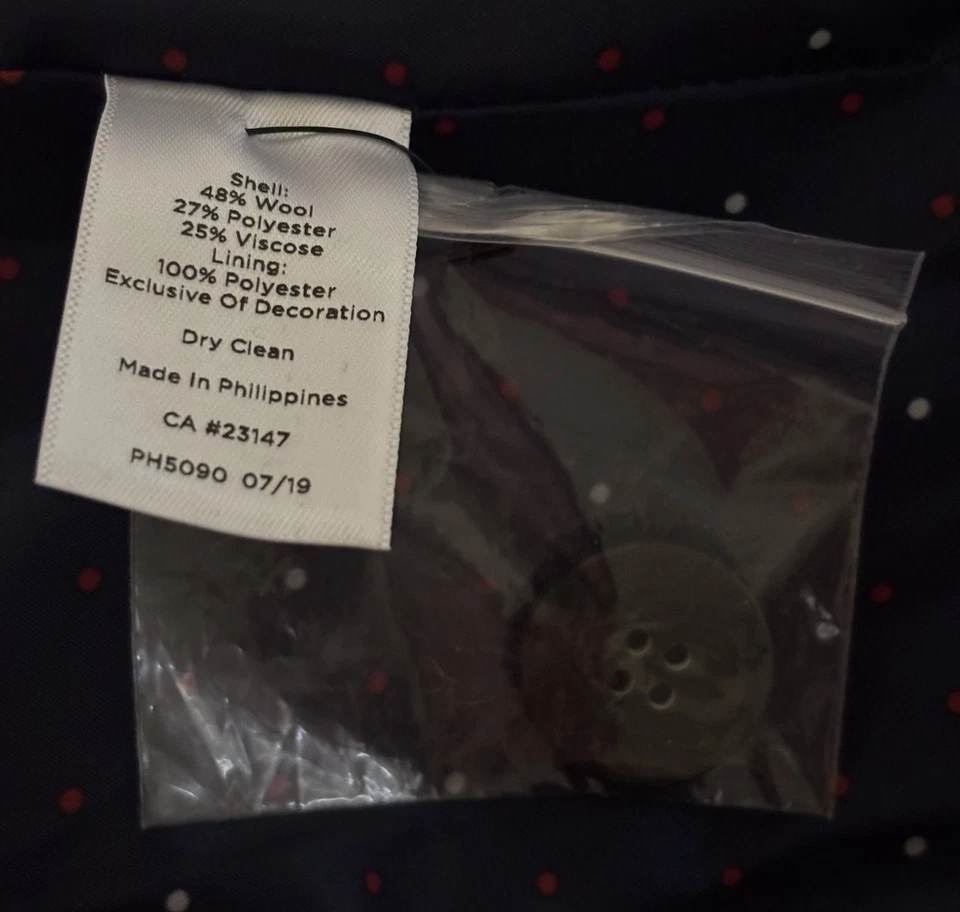 Shell:
48% Wool
27% Polyester
25% Viscose
Lining:
100% Polyester
Exclusive Of Decoration
Dry Clean
Made In Philippines
CA #23147
PH5090 07/19